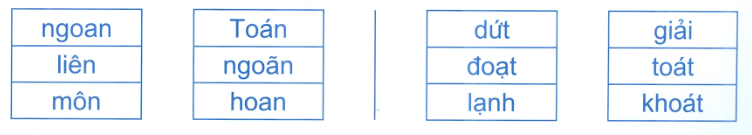 ngoan Toán dứt giải
liên ngoãn đoạt toát
môn hoan lạnh khoát